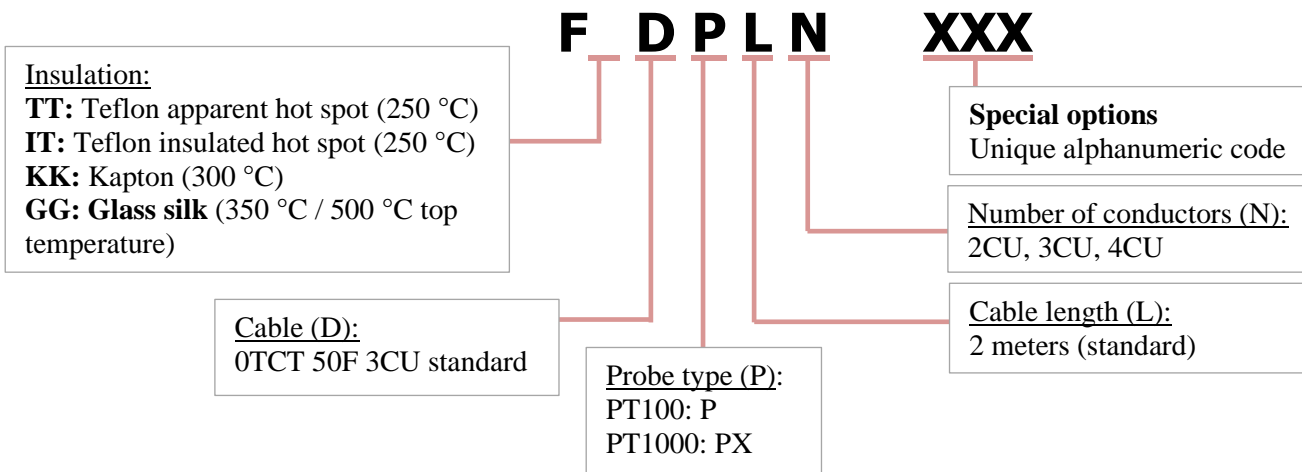 F D P L N XXX
Insulation:
TT: Teflon apparent hot spot (250 °C)
IT: Teflon insulated hot spot (250 °C)
KK: Kapton (300 °C)
GG: Glass silk (350 °C / 500 °C top
temperature)
Special options
Unique alphanumeric code
Number of conductors (N):
2CU, 3CU, 4CU
Cable (D):
0TCT 50F 3CU standard
Probe type (P):
PT100: P
PT1000: PX
Cable length (L):
2 meters (standard)